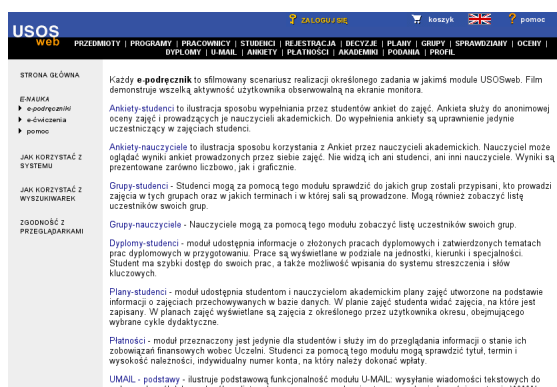 USOS
web
ZALOGUJ SIĘ
koszyk
? pomoc
PRZEDMIOTY | PROGRAMY | PRACOWNICY | STUDENCI | REJESTRACJA | DECYZJE | PLANY | GRUPY | SPRAWDZIANY | OCENY |
DYPLOMY | U-MAIL | ANKIETY | PŁATNOŚCI | AKADEMIKI | PODANIA | PROFIL
STRONA GŁÓWNA
E-NAUKA
e-podręczniki
e-ćwiczenia
pomoc
JAK KORZYSTAĆ Z
SYSTEMU
JAK KORZYSTAĆ Z
WYSZUKIWAREK
ZGODNOŚĆ Z
PRZEGLĄDARKAMI
Każdy e-podręcznik to sfilmowany scenariusz realizacji określonego zadania w jakimś module USOSweb. Film
demonstruje wszelką aktywność użytkownika obserwowalną na ekranie monitora.
Ankiety-studenci to ilustracja sposobu wypełniania przez studentów ankiet do zajęć. Ankieta służy do anonimowej
oceny zajęć i prowadzących je nauczycieli akademickich. Do wypełnienia ankiety są uprawnienie jedynie
uczestniczący w zajęciach studenci.
Ankiety-nauczyciele to ilustracja sposobu korzystania z Ankiet przez nauczycieli akademickich. Nauczyciel może
oglądać wyniki ankiet prowadzonych przez siebie zajęć. Nie widzą ich ani studenci, ani inni nauczyciele. Wyniki są
prezentowane zarówno liczbowo, jak i graficznie.
Grupy-studenci - Studenci mogą za pomocą tego modułu sprawdzić do jakich grup zostali przypisani, kto prowadzi
zajęcia w tych grupach oraz w jakich terminach i w której sali są prowadzone. Mogą również zobaczyć listę
uczestników swoich grup.
Grupy-nauczyciele - Nauczyciele mogą za pomocą tego modułu zobaczyć listę uczestników swoich grup.
Dyplomy-studenci - moduł udostępnia informacje o złożonych pracach dyplomowych i zatwierdzonych tematach
prac dyplomowych w przygotowaniu. Prace są wyświetlane w podziale na jednostki, kierunki i specjalności.
Student ma szybki dostęp do swoich prac, a także możliwość wpisania do systemu streszczenia i słów
kluczowych.
Plany-studenci - moduł udostępnia studentom i nauczycielom akademickim plany zajęć utworzone na podstawie
informacji o zajęciach przechowywanych w bazie danych. W planie zajęć studenta widać zajęcia, na które jest
zapisany. W planach zajęć wyświetlane są zajęcia z określonego przez użytkownika okresu, obejmującego
wybrane cykle dydaktyczne.
Płatności - moduł przeznaczony jest jedynie dla studentów i służy im do przeglądania informacji o stanie ich
zobowiązań finansowych wobec Uczelni. Studenci za pomocą tego modułu mogą sprawdzić tytuł, termin i
wysokość należności, indywidualny numer konta, na który należy dokonać wpłaty.
UMAIL - podstawy - ilustruje podstawową funkcjonalność modułu U-MAIL: wysyłanie wiadomości tekstowych do